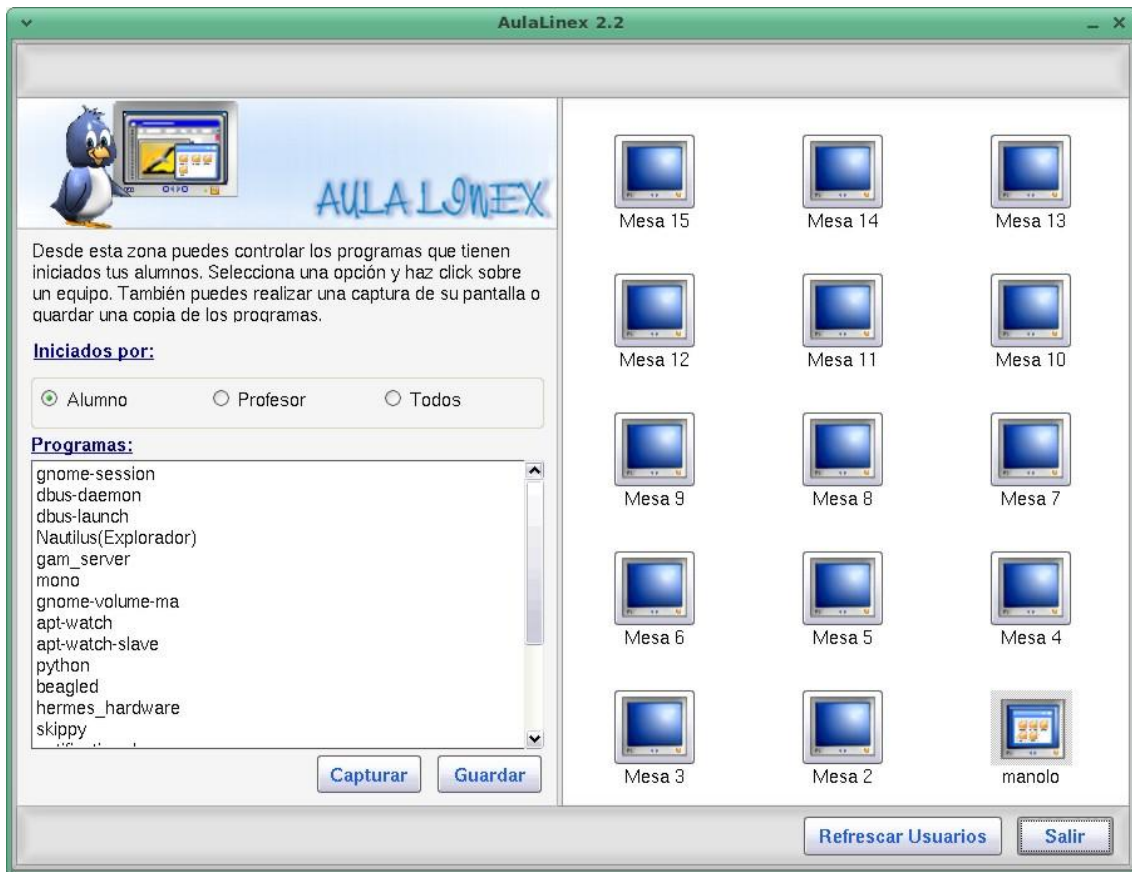 AulaLinex 2.2
AULA LINEX
Desde esta zona puedes controlar los programas que tienen
iniciados tus alumnos. Selecciona una opción y haz click sobre
un equipo. También puedes realizar una captura de su pantalla o
guardar una copia de los programas.
Iniciados por:
Alumno Profesor Todos
Programas:
gnome-session
dbus-daemon
dbus-launch
Nautilus(Explorador)
gam_server
mono
gnome-volume-ma
apt-watch
apt-watch-slave
python
beagled
hermes_hardware
skippy
Capturar Guardar
Mesa 15 Mesa 14 Mesa 13
Mesa 12 Mesa 11 Mesa 10
Mesa 9 Mesa 8 Mesa 7
Mesa 6 Mesa 5 Mesa 4
Mesa 3 Mesa 2 manolo
Refrescar Usuarios Salir